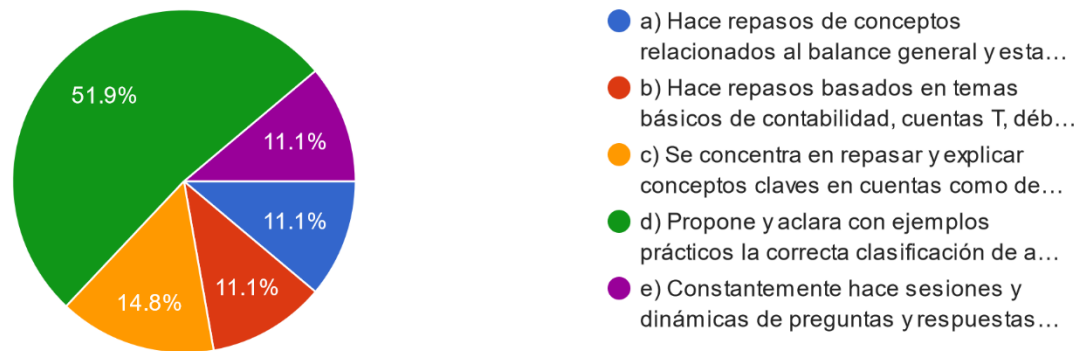 51.9%
11.1%
11.1%
11.1%
14.8%
a) Hace repasos de conceptos
relacionados al balance general y esta…
b) Hace repasos basados en temas
básicos de contabilidad, cuentas T, déb…
c) Se concentra en repasar y explicar
conceptos claves en cuentas como de…
d) Propone y aclara con ejemplos
prácticos la correcta clasificación de a…
e) Constantemente hace sesiones y
dinámicas de preguntas y respuestas…